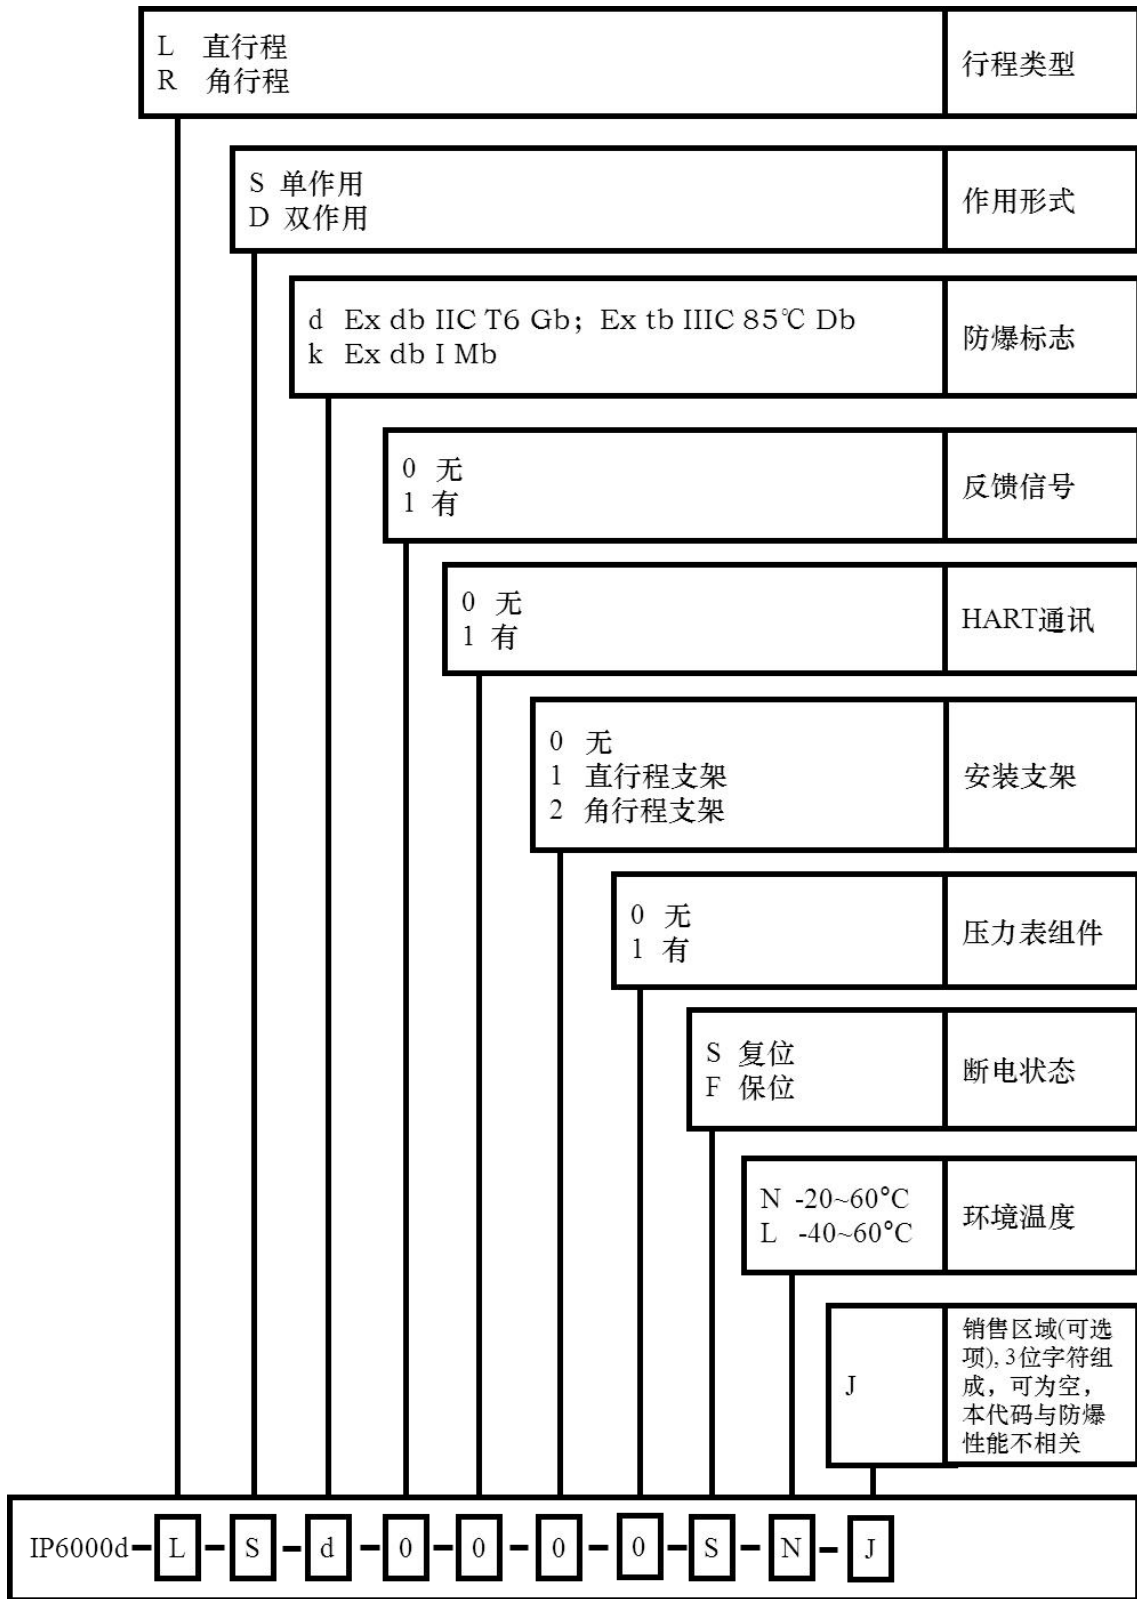 L 直行程
R 角行程
行程类型
S 单作用
D 双作用
作用形式
d Ex db IIC T6 Gb；Ex tb IIIC 85℃ Db
k Ex db I Mb
防爆标志
0 无
1 有
反馈信号
0 无
1 有
HART通讯
0 无
1 直行程支架
2 角行程支架
安装支架
0 无
1 有
压力表组件
S 复位
F 保位
断电状态
N -20~60°C
L -40~60°C
环境温度
J
销售区域(可选
项), 3位字符组
成，可为空，
本代码与防爆
性能不相关
IP6000d-L-S-d-0-0-0-0-S-N-J